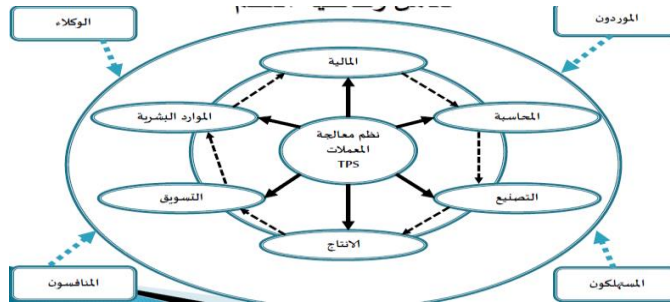 الموردون
الوكلاء
المالية
المحاسبة
الموارد البشرية
نظم معالجة
المعملات
TPS
التصنيع
التسويق
الانتاج
المستهلكون
المنافسون